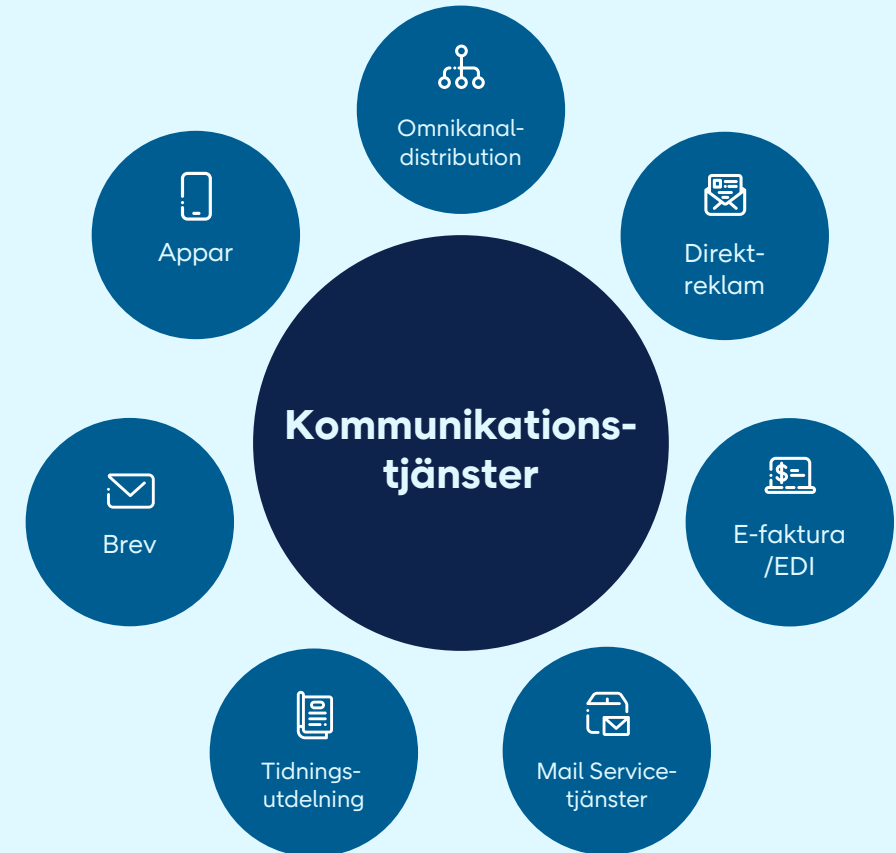 Omnikanal-
distribution
Appar
Direkt-
reklam
Kommunikations-
tjänster
E-faktura
/EDI
Brev
Tidnings-
utdelning
Mail Service-
tjänster